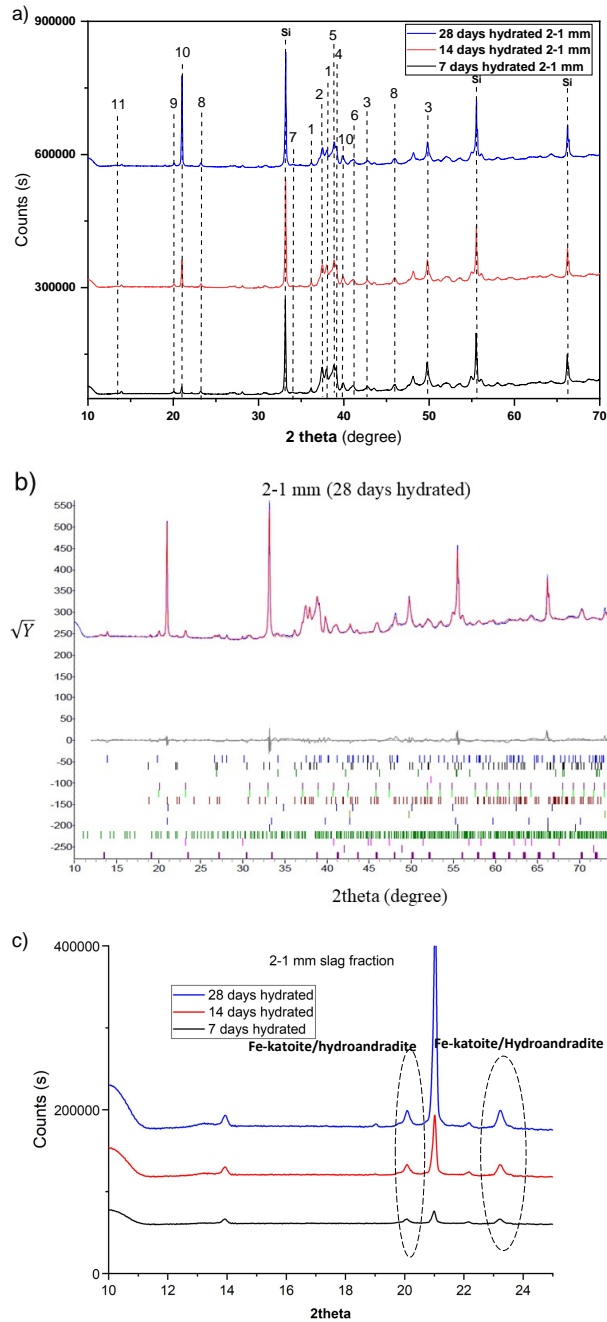 a)
900000
600000
300000
Counts (s)
28 days hydrated 2-1 mm
14 days hydrated 2-1 mm
7 days hydrated 2-1 mm
11 9 10 8 Si 7 1 2 1 5 4 10 6 3 8 3 Si Si
10 20 30 40 50 60 70
2 theta (degree)
b)
2-1 mm (28 days hydrated)
√Y
550
500
450
400
350
300
250
200
150
100
50
0
-50
-100
-150
-200
-250
10 15 20 25 30 35 40 45 50 55 60 65 70
2theta (degree)
c)
2-1 mm slag fraction
28 days hydrated
14 days hydrated
7 days hydrated
Fe-katoite/hydroandradite
Fe-katoite/Hydroandradite
400000
200000
0
Counts (s)
10 12 14 16 18 20 22 24
2theta